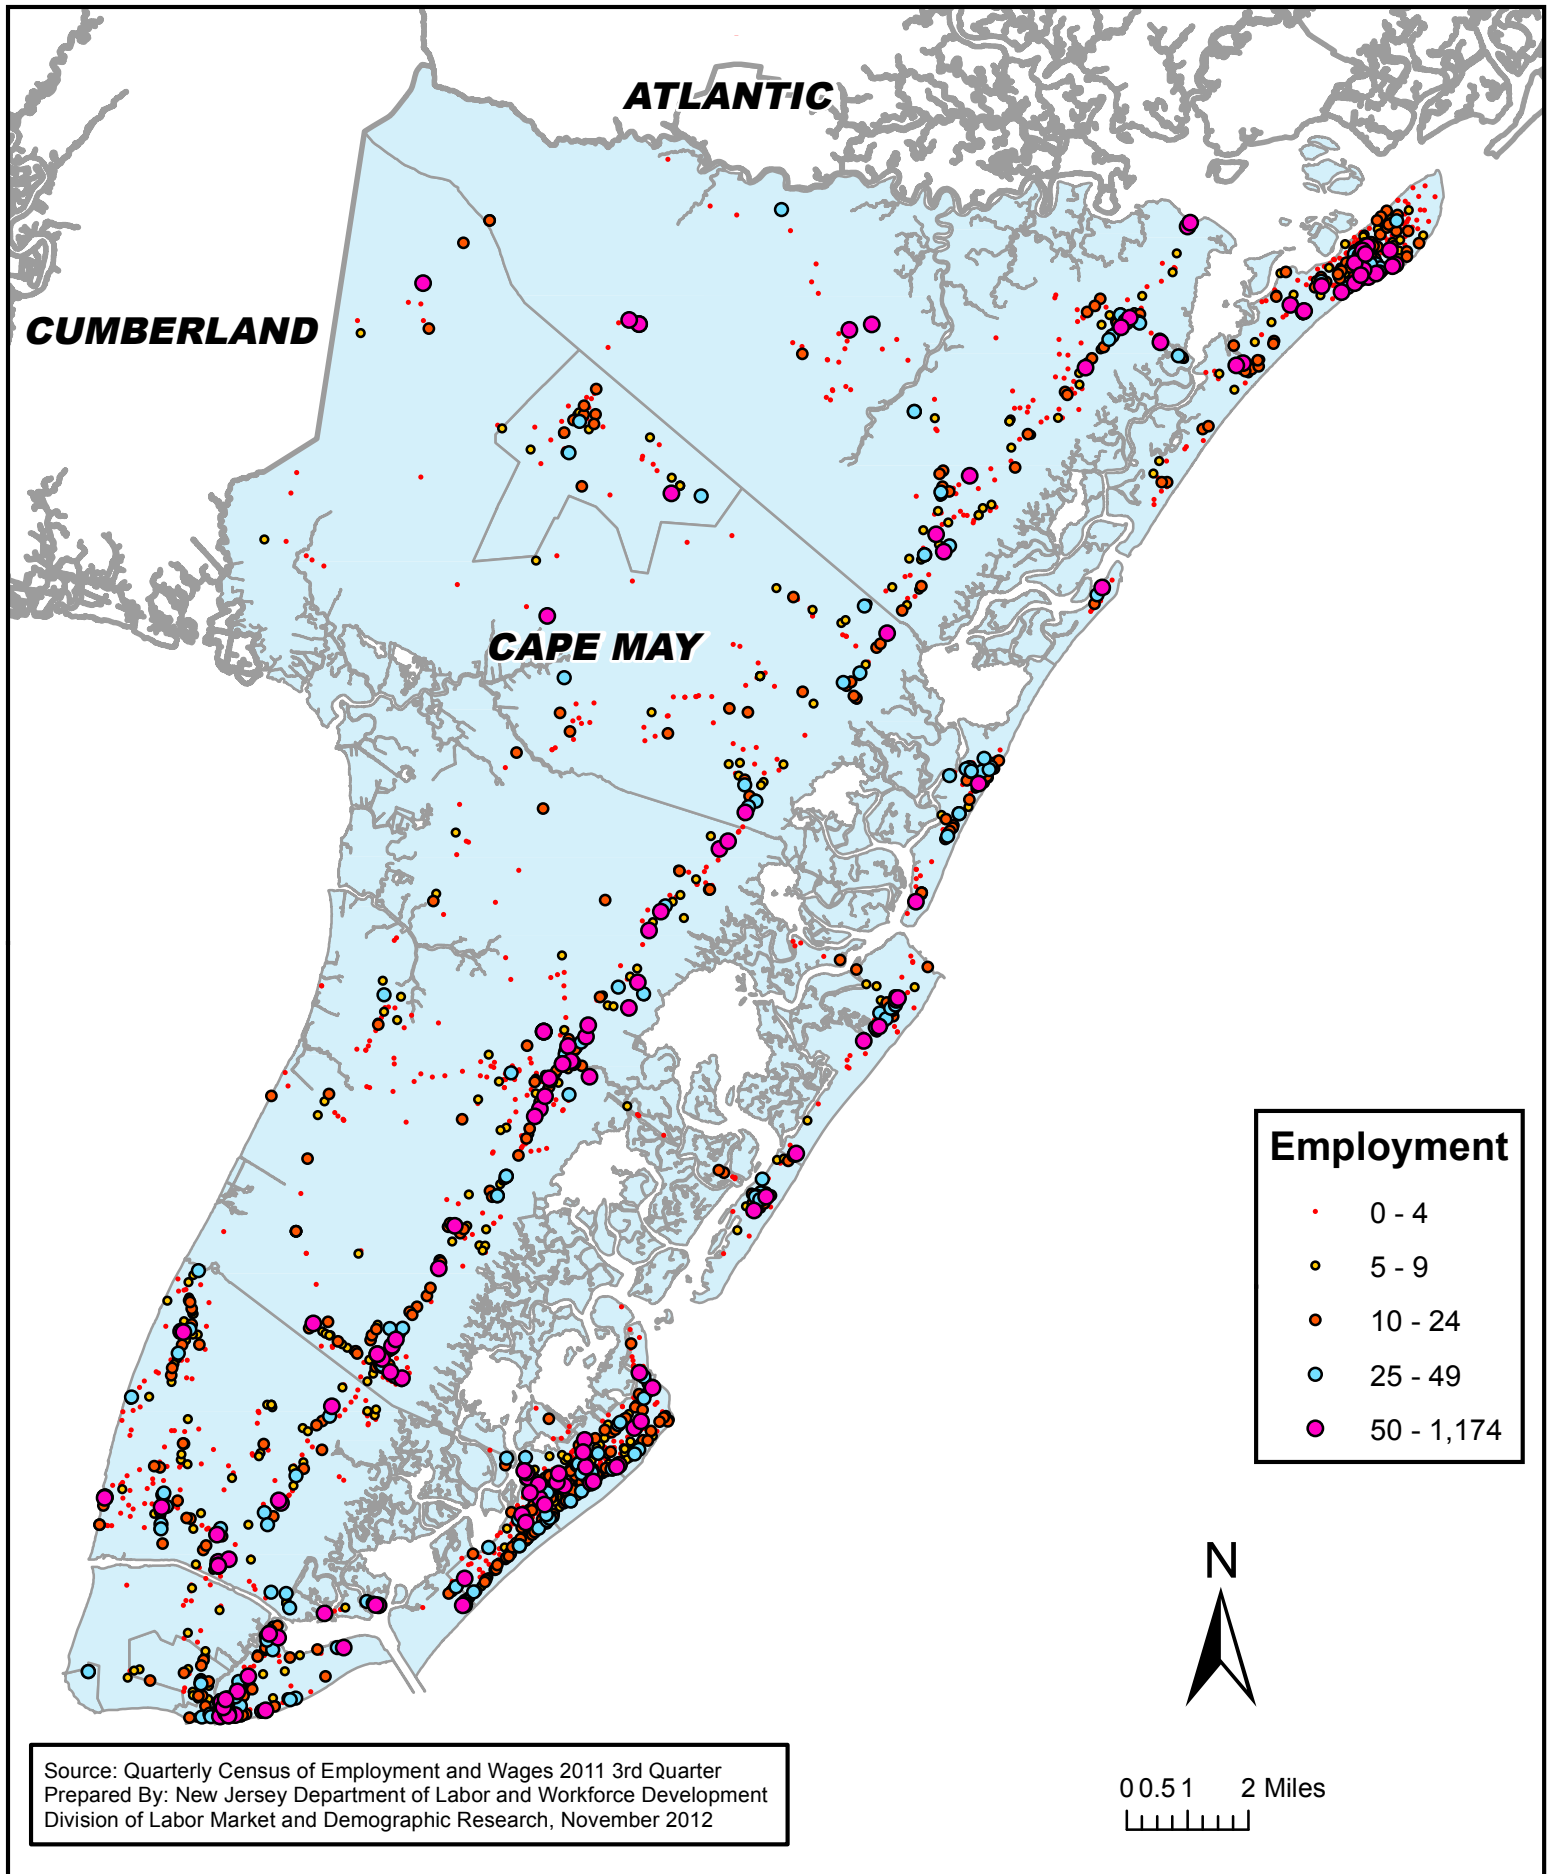 ATLANTIC
CUMBERLAND
CAPE MAY
Employment
0 - 4
5 - 9
10 - 24
25 - 49
50 - 1,174
N
0 0.5 1 2 Miles
Source: Quarterly Census of Employment and Wages 2011 3rd Quarter
Prepared By: New Jersey Department of Labor and Workforce Development
Division of Labor Market and Demographic Research, November 2012